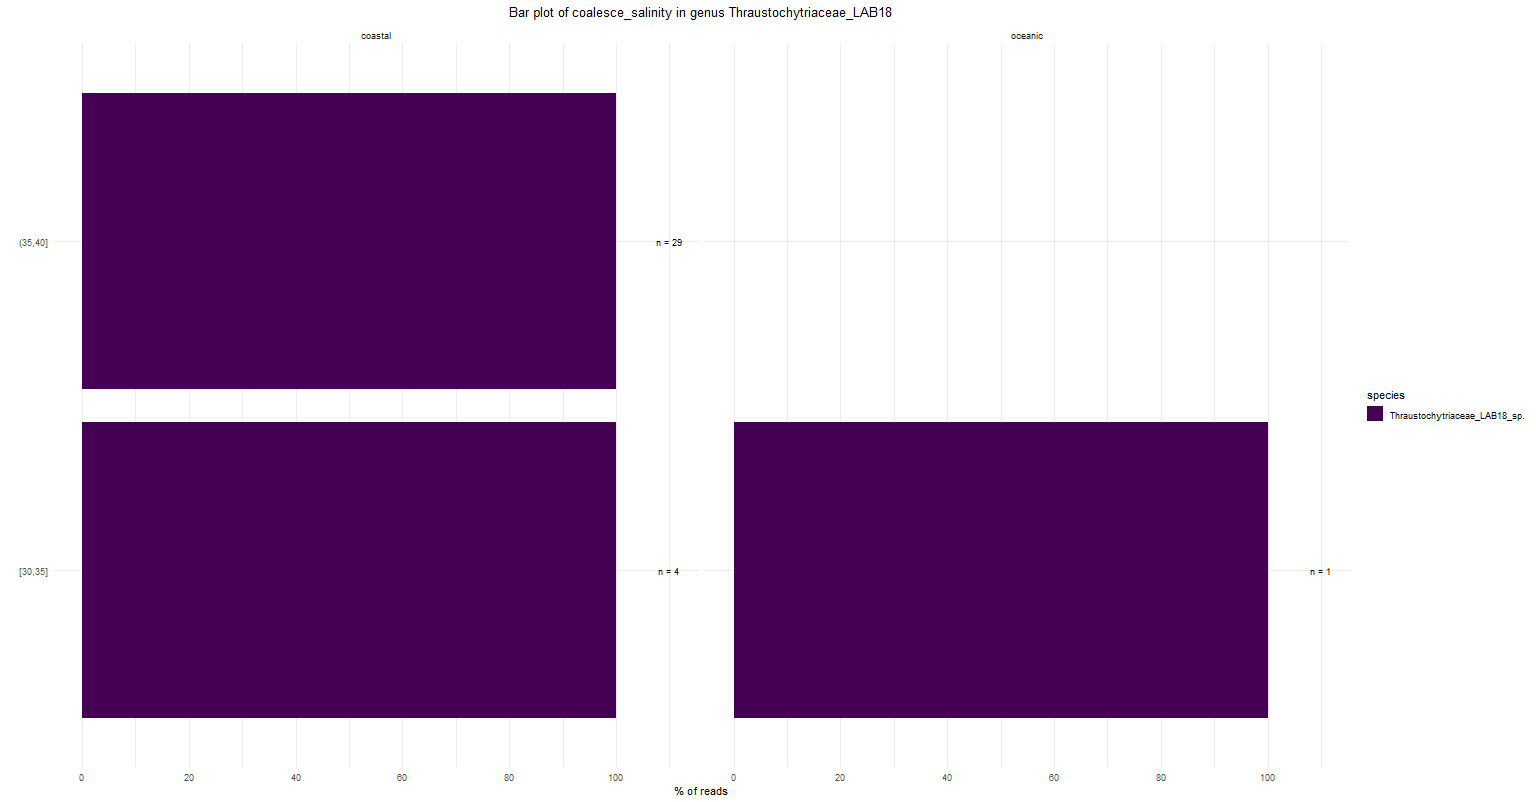 Bar plot of coalesce_salinity in genus Thraustochytriaceae_LAB18
coastal
oceanic
(35,40]
n = 29
[30,35]
n = 4
n = 1
0 20 40 60 80 100
0 20 40 60 80 100
% of reads
species
Thraustochytriaceae_LAB18_sp.